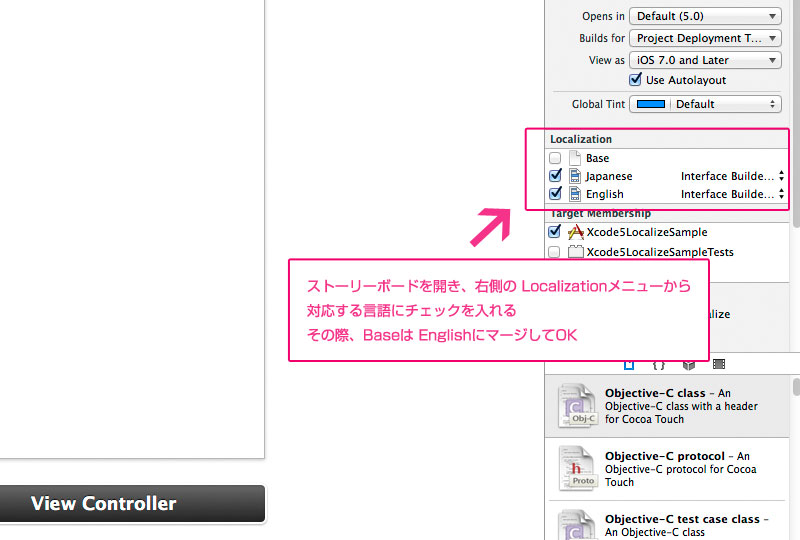 Opens in Default (5.0)
Builds for Project Deployment T...
View as iOS 7.0 and Later
Use Autolayout
Global Tint Default
Localization
Base
Japanese Interface Builde...
English Interface Builde...
Target Membership
Xcode5LocalizeSample
Xcode5LocalizeSampleTests
ストーリーボードを開き、右側の Localizationメニューから
対応する言語にチェックを入れる
その際、Baseは EnglishにマージしてOK
alize
Objective-C class – An
Objective-C class with a header
for Cocoa Touch
Obj-C
Objective-C protocol – An
Objective-C protocol for Cocoa
Touch
Proto
Objective-C test case class –
An Objective-C class
View Controller